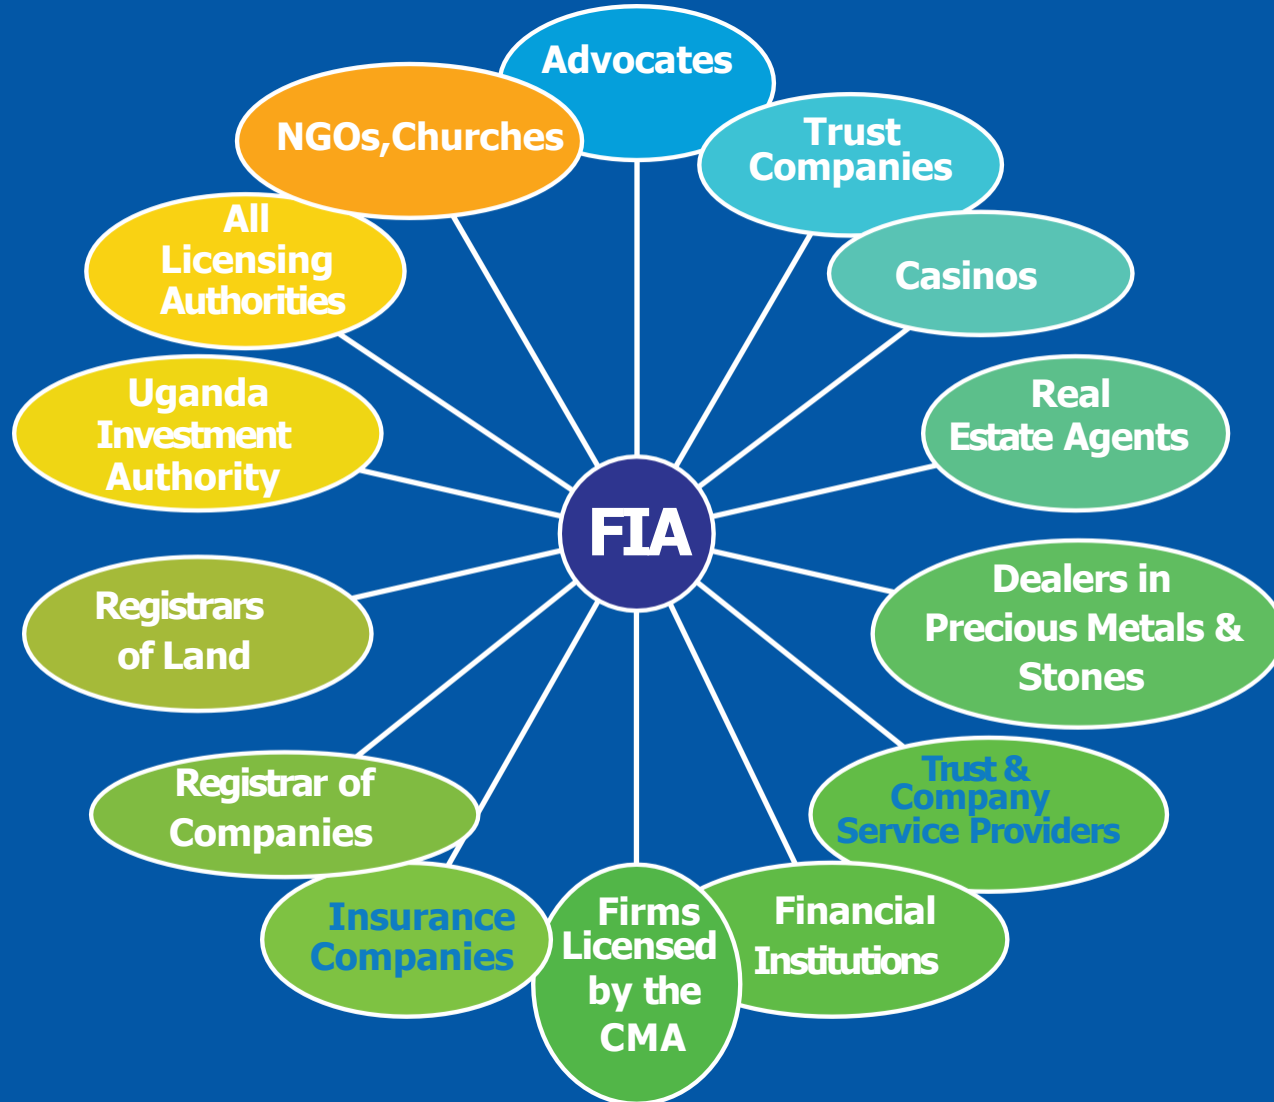 Advocates
NGOs,Churches
Trust
Companies
All
Licensing
Authorities
Casinos
Uganda
Investment
Authority
Real
Estate Agents
FIA
Registrars
of Land
Dealers in
Precious Metals &
Stones
Registrar of
Companies
Trust &
Company
Service Providers
Insurance
Companies
Firms
Licensed
by the
CMA
Financial
Institutions